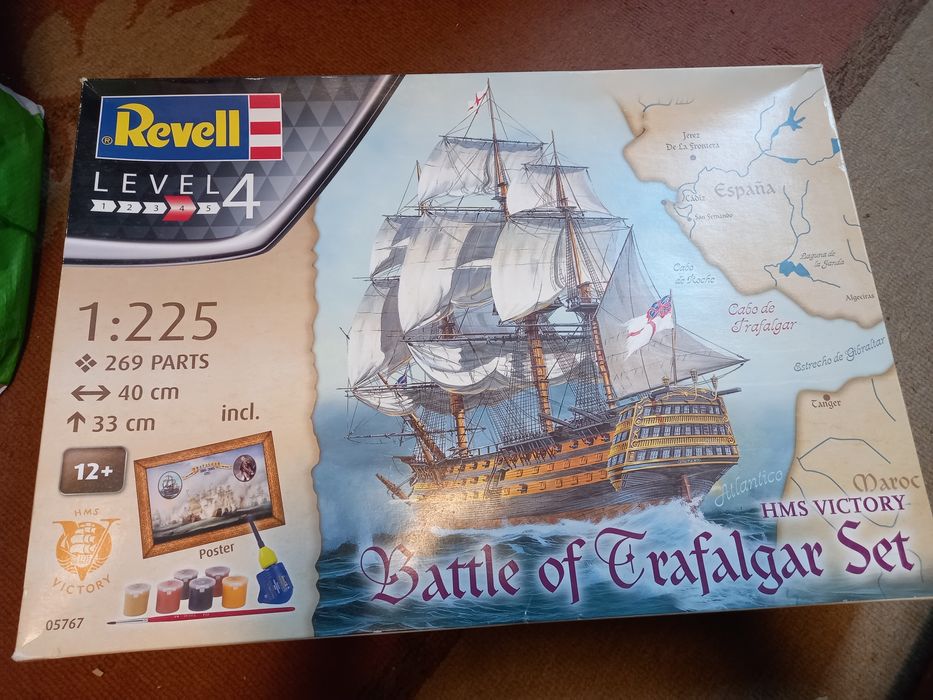 ® Revell
LEVEL 4
1 2 3 4 5
1:225
269 PARTS
40 cm
33 cm
incl.
12+
HMS
VICTORY
Poster
05767
TRAFALGAR
Jerez
De La Frontera
España
Cádiz
San Fernando
Laguna de
la Janda
Algeciras
Cabo
de Roche
Cabo de
Trafalgar
Estrecho de Gibraltar
Tanger
Maroc
Atlantico
HMS VICTORY
Battle of Trafalgar Set